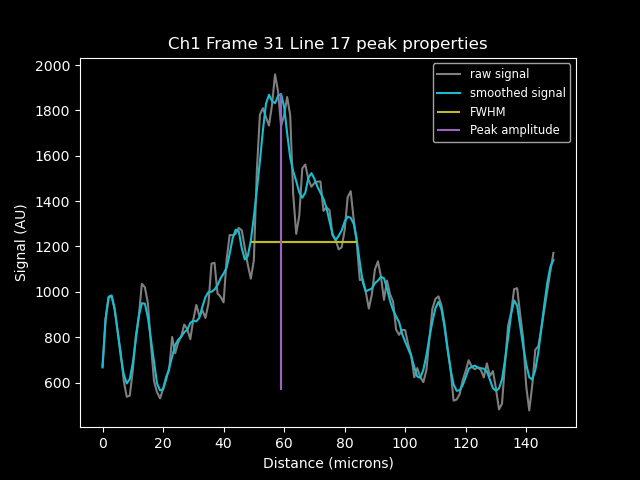 Ch1 Frame 31 Line 17 peak properties
raw signal
smoothed signal
FWHM
Peak amplitude
Signal (AU)
2000
1800
1600
1400
1200
1000
800
600
0 20 40 60 80 100 120 140
Distance (microns)